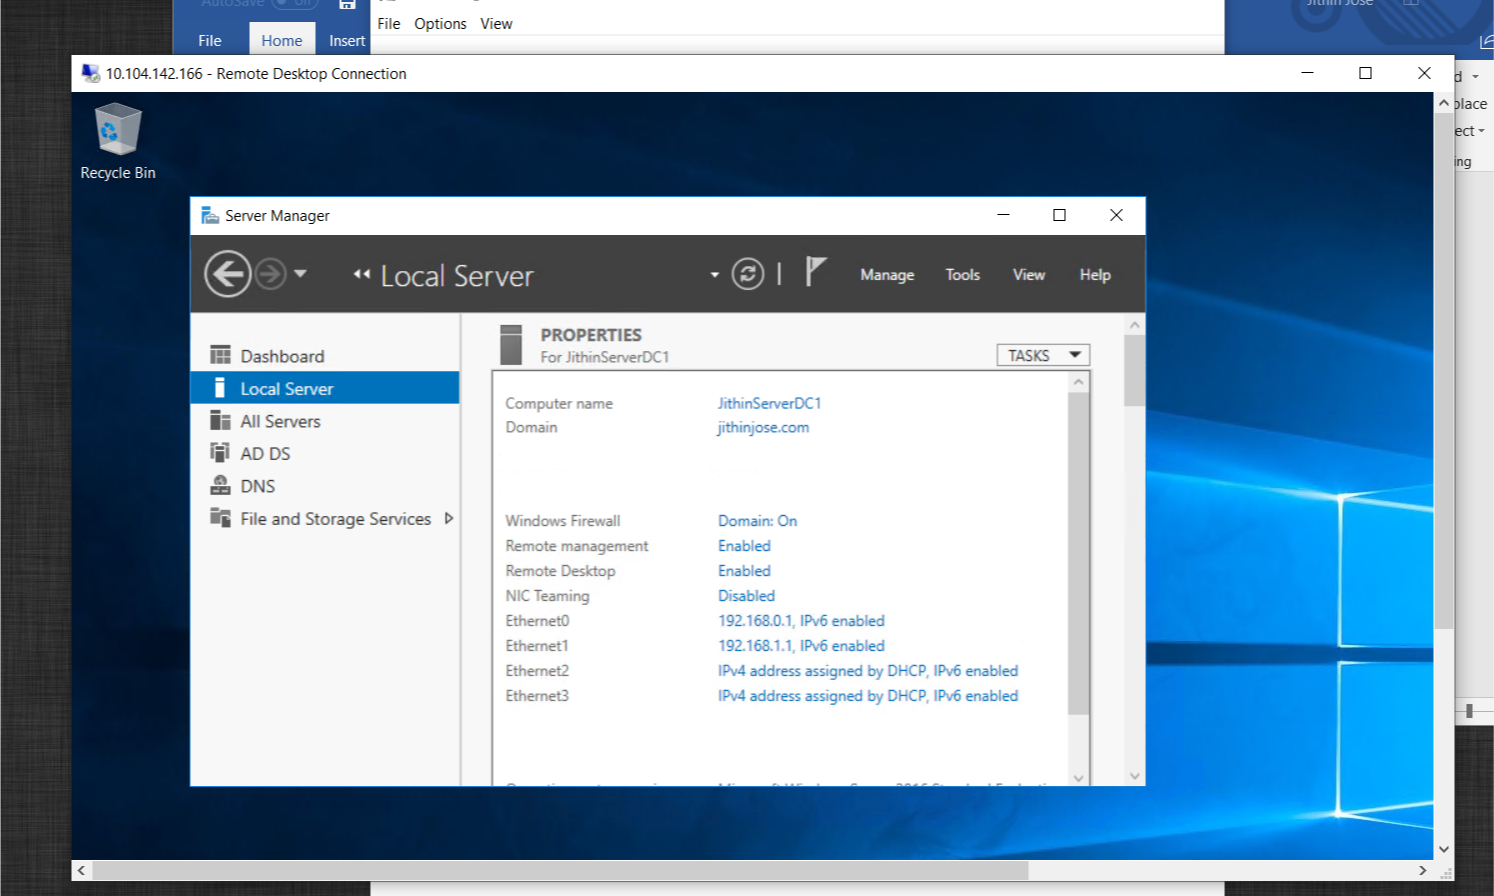 AutoSave Off
Jithin Jose
File Options View
File Home Insert
10.104.142.166 - Remote Desktop Connection
Recycle Bin
Server Manager
Local Server
Manage Tools View Help
Dashboard
Local Server
All Servers
AD DS
DNS
File and Storage Services
PROPERTIES
For JithinServerDC1
TASKS
Computer name JithinServerDC1
Domain jithinjose.com
Windows Firewall Domain: On
Remote management Enabled
Remote Desktop Enabled
NIC Teaming Disabled
Ethernet0 192.168.0.1, IPv6 enabled
Ethernet1 192.168.1.1, IPv6 enabled
Ethernet2 IPv4 address assigned by DHCP, IPv6 enabled
Ethernet3 IPv4 address assigned by DHCP, IPv6 enabled
d
place
ect
ing